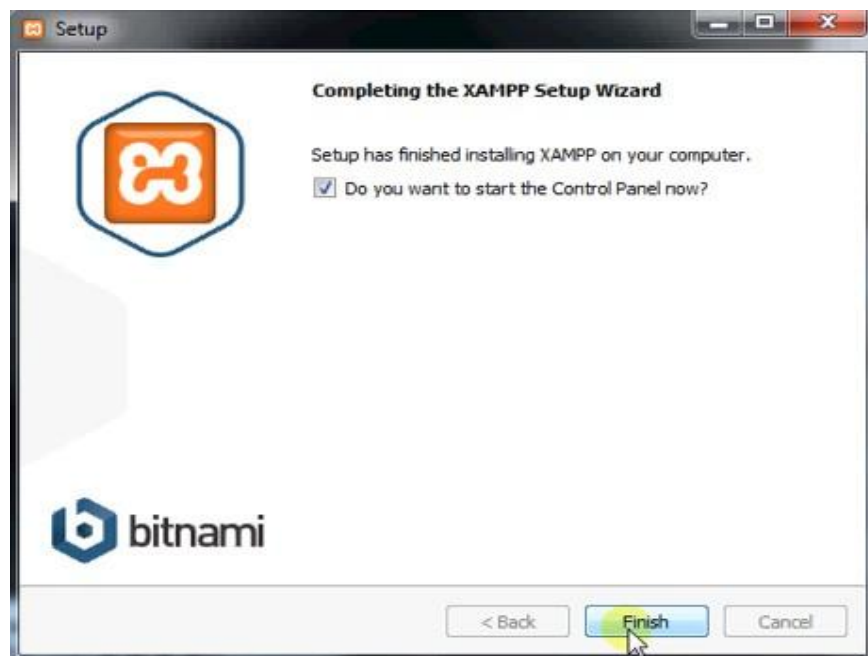 Setup
Completing the XAMPP Setup Wizard
Setup has finished installing XAMPP on your computer.
Do you want to start the Control Panel now?
bitnami
< Back
Finish
Cancel